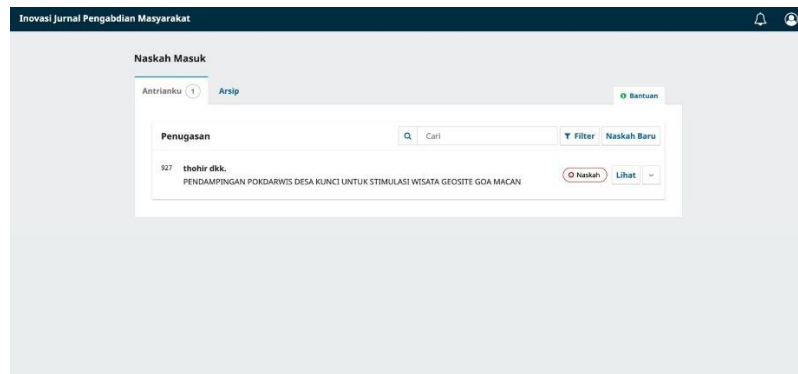 Inovasi Jurnal Pengabdian Masyarakat
Naskah Masuk
Antrianku 1 Arsip
Bantuan
Penugasan Cari Filter Naskah Baru
927 thohir dkk. 
PENDAMPINGAN POKDARWIS DESA KUNCI UNTUK STIMULASI WISATA GEOSITE GOA MACAN
Naskah Lihat